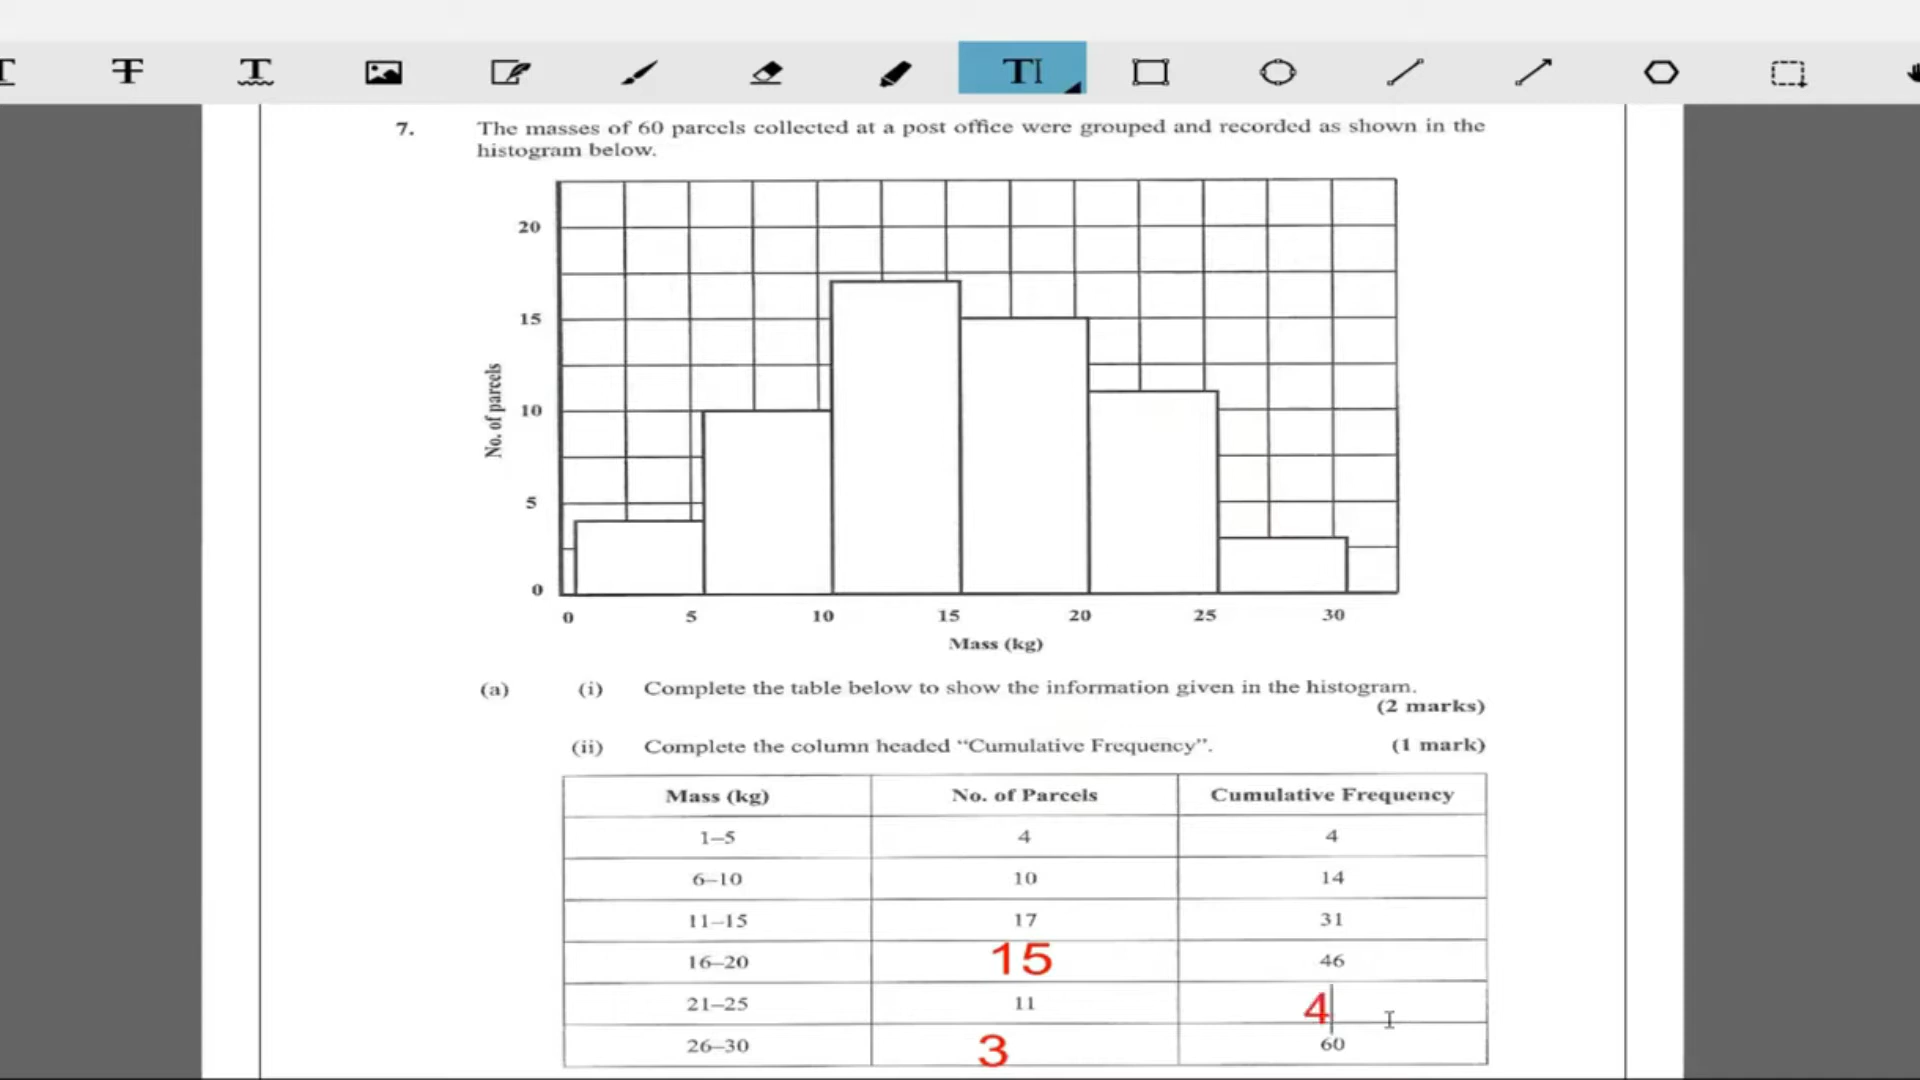 7. The masses of 60 parcels collected at a post office were grouped and recorded as shown in the
histogram below.
20
15
10
5
0
No. of parcels
0 5 10 15 20 25 30
Mass (kg)
(a) (i) Complete the table below to show the information given in the histogram.
(2 marks)
(ii) Complete the column headed “Cumulative Frequency”. (1 mark)
Mass (kg) No. of Parcels Cumulative Frequency
1–5 4 4
6–10 10 14
11–15 17 31
16–20 15 46
21–25 11 4
26–30 3 60